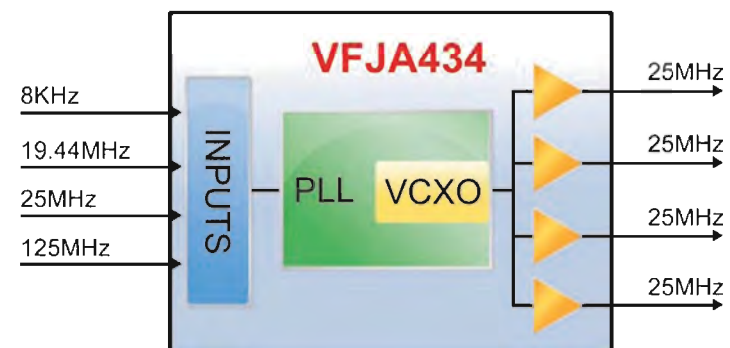 VFJA434
8KHz
19.44MHz
25MHz
125MHz
INPUTS
PLL
VCXO
25MHz
25MHz
25MHz
25MHz